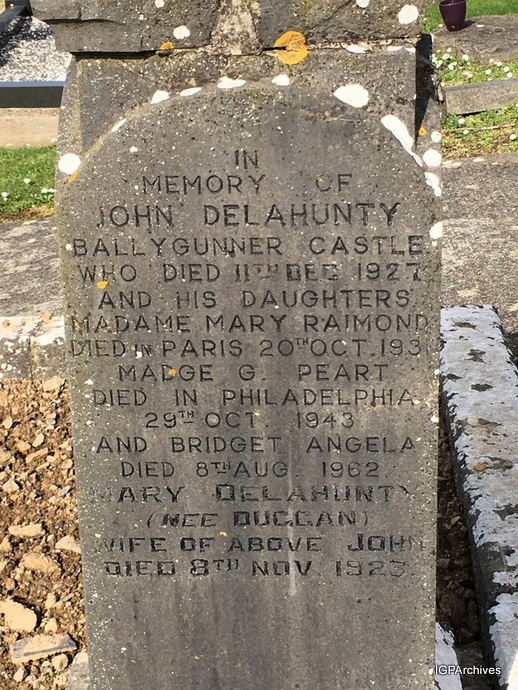 IN
MEMORY OF
JOHN DELAHUNTY
BALLYGUNNER CASTLE
WHO DIED 11TH DEC 1927
AND HIS DAUGHTERS
MADAME MARY RAIMOND
DIED IN PARIS 20TH OCT. 193
MADGE G. PEART
DIED IN PHILADELPHIA
29TH OCT. 1943
AND BRIDGET ANGELA
DIED 8TH AUG. 1962
MARY DELAHUNTY
(NEE DUGGAN)
WIFE OF ABOVE JOHN
DIED 8TH NOV. 1923
IGPArchives